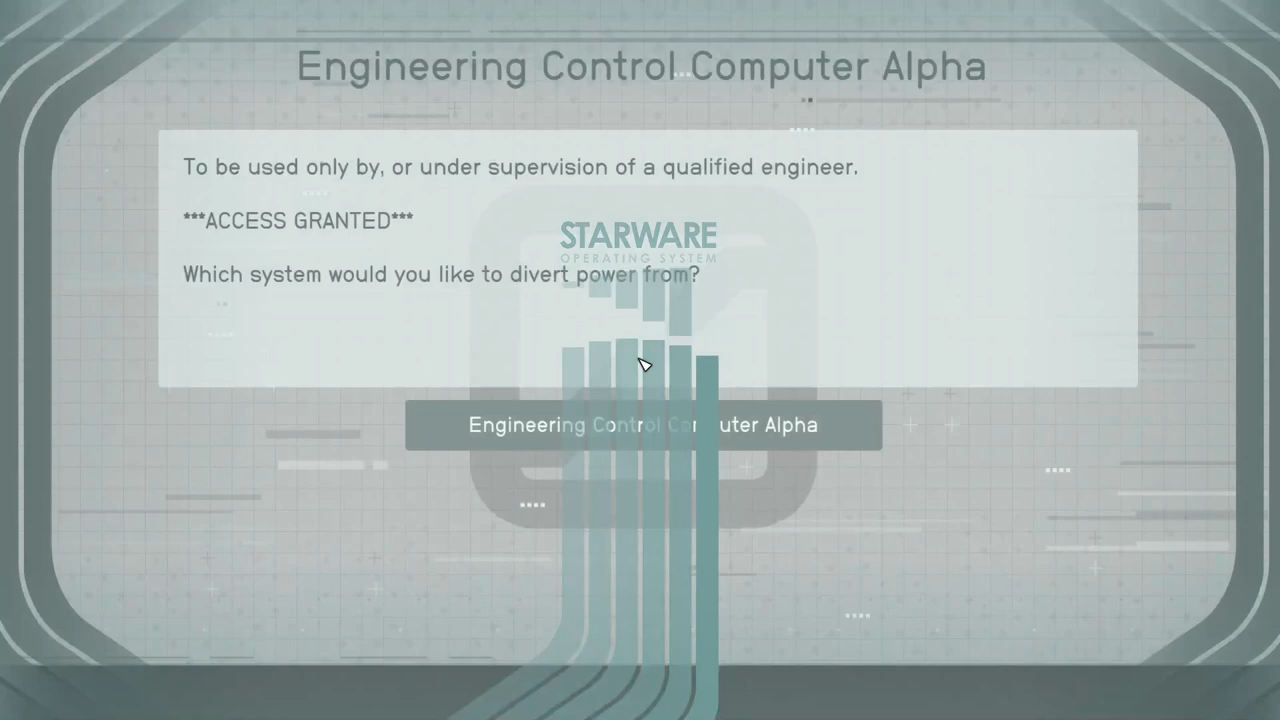 Engineering Control Computer Alpha
To be used only by, or under supervision of a qualified engineer.
***ACCESS GRANTED***
STARWARE
OPERATING SYSTEM
Which system would you like to divert power from?
Engineering Control Computer Alpha